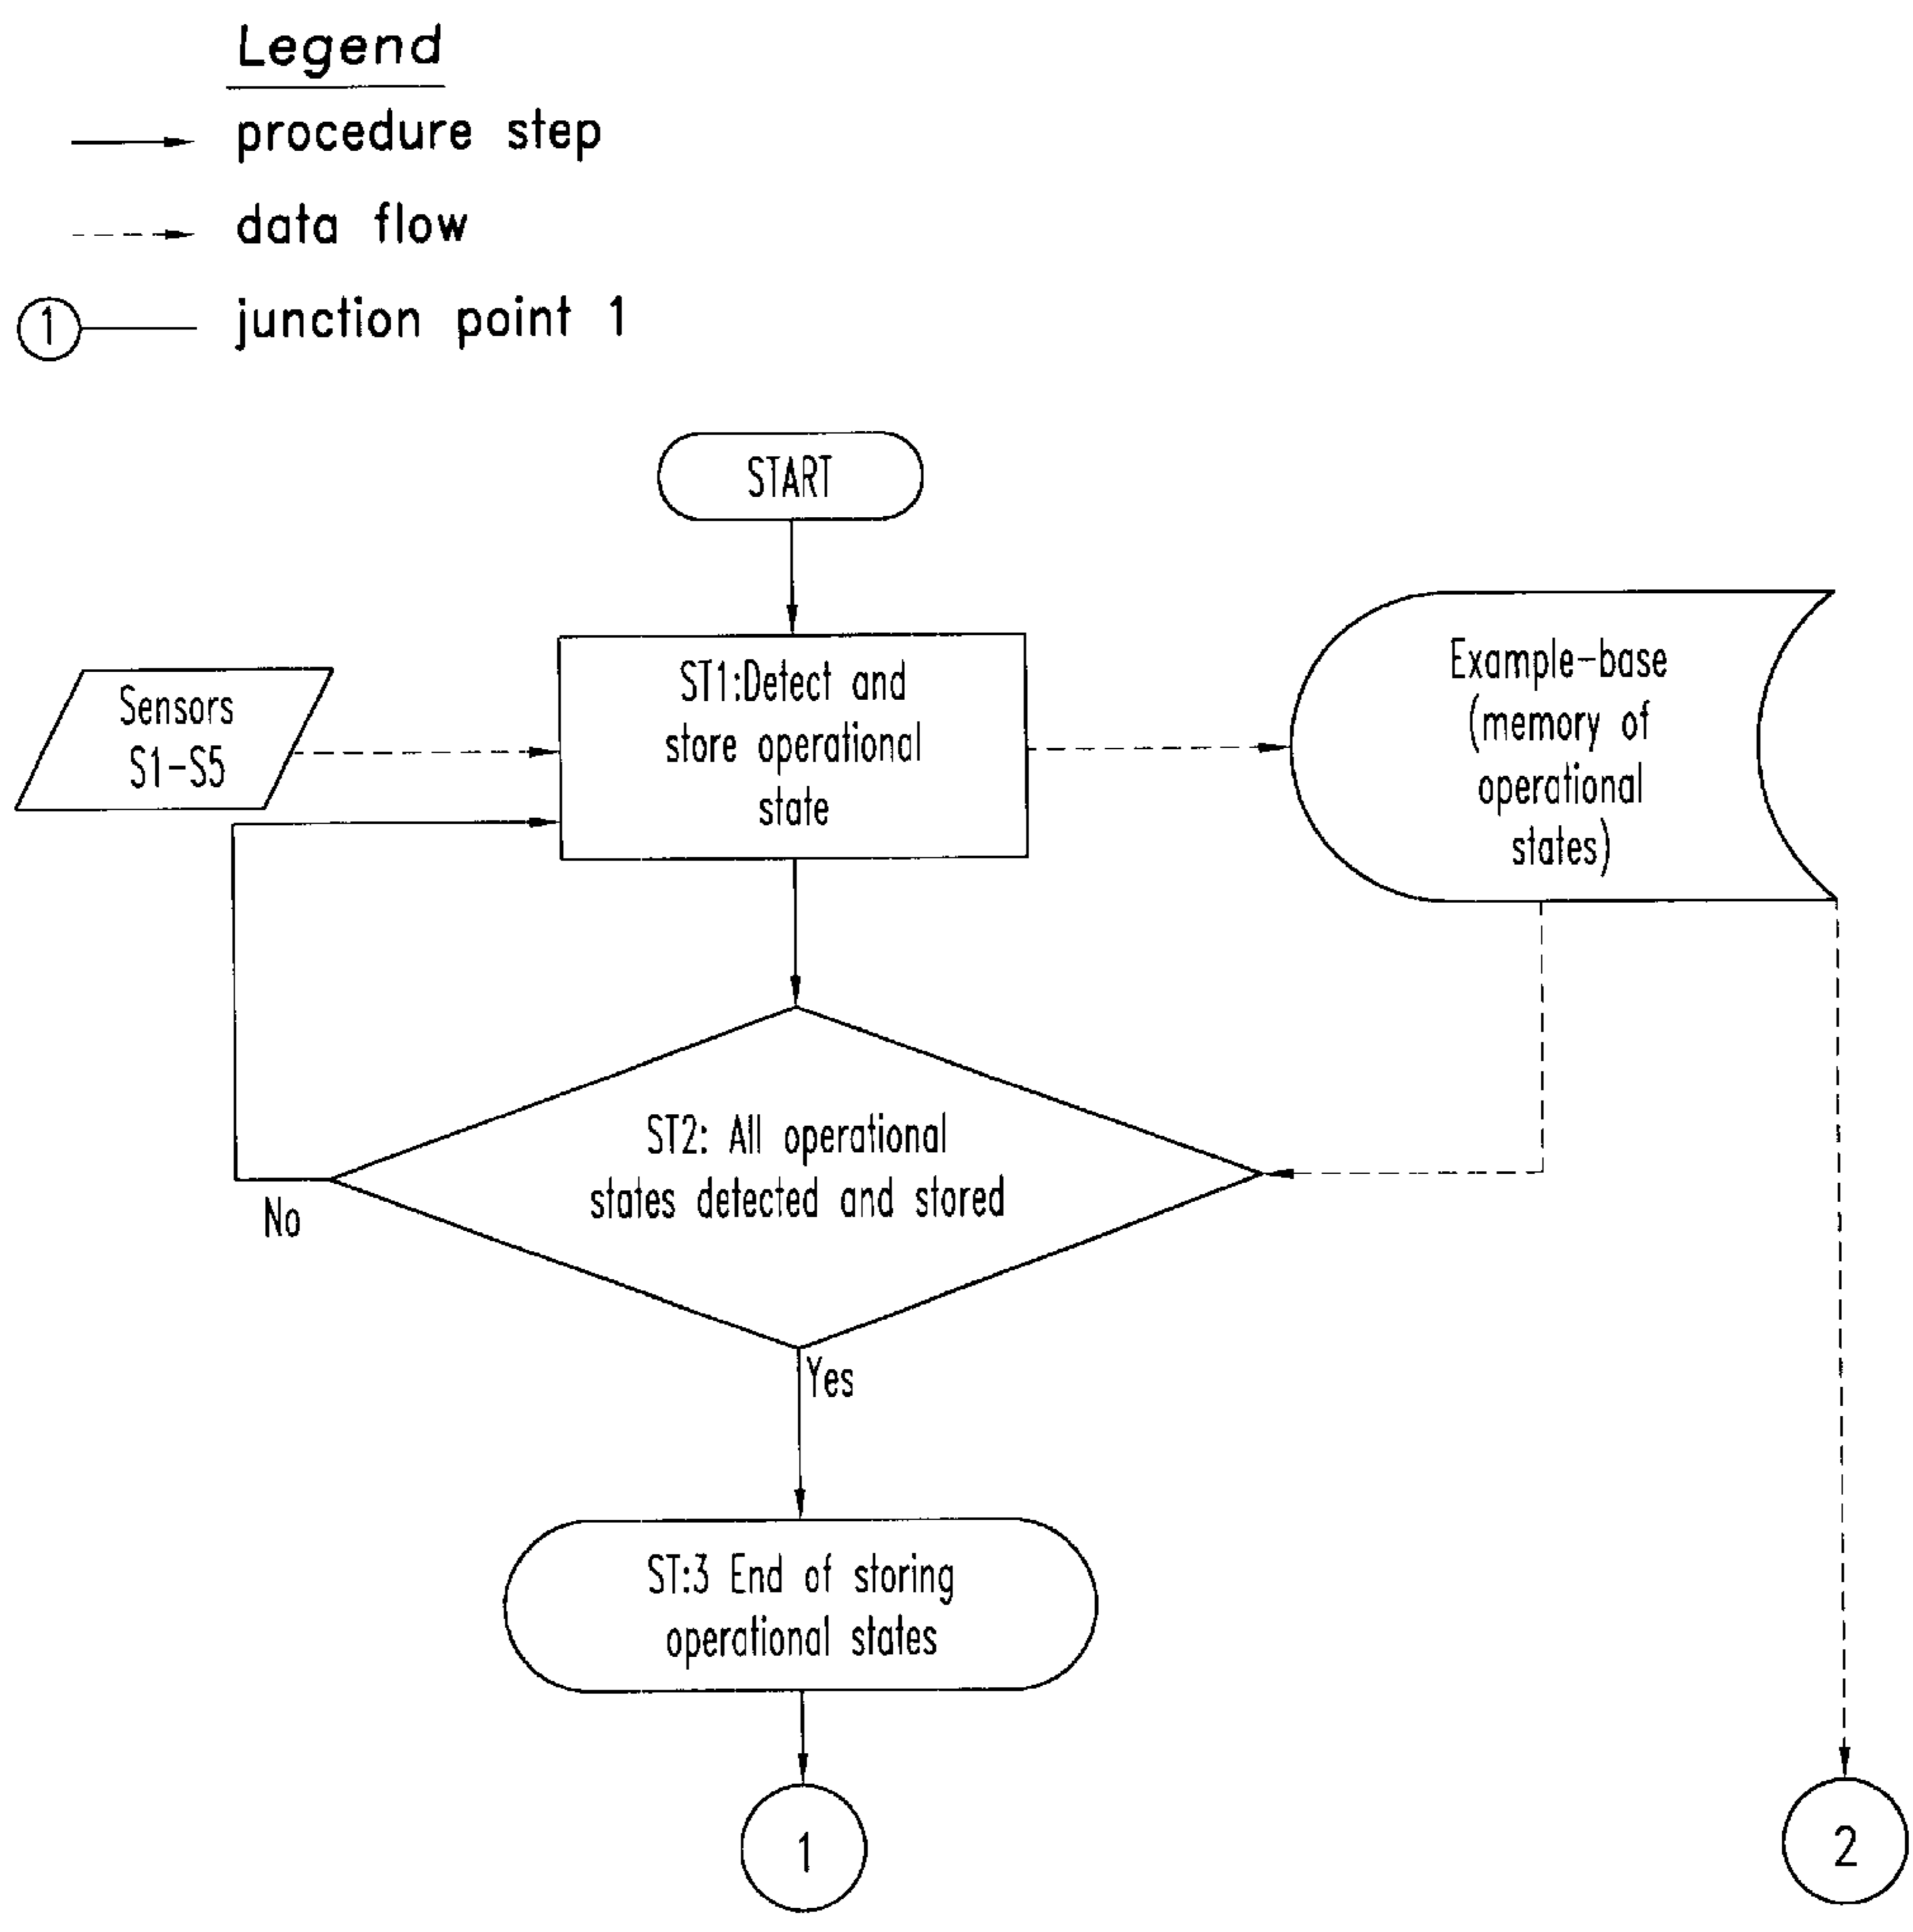 Legend
procedure step
data flow
1 junction point 1
START
Sensors
S1-S5
ST1:Detect and
store operational
state
Example-base
(memory of
operational
states)
ST2: All operational
states detected and stored
No
Yes
ST:3 End of storing
operational states
1
2